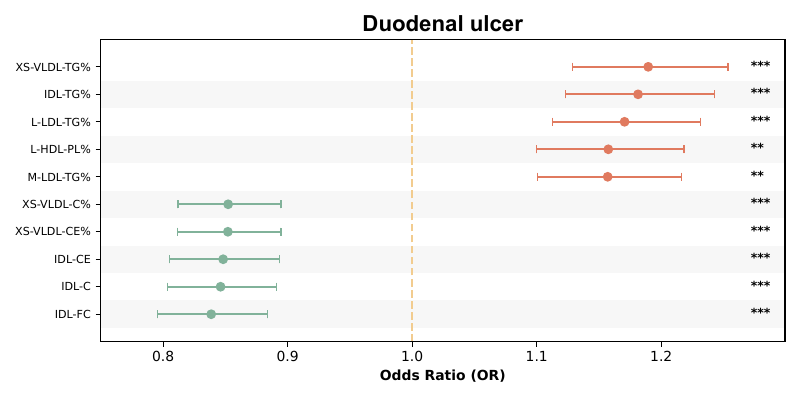 Duodenal ulcer
XS-VLDL-TG% ***
IDL-TG% ***
L-LDL-TG% ***
L-HDL-PL% **
M-LDL-TG% **
XS-VLDL-C% ***
XS-VLDL-CE% ***
IDL-CE ***
IDL-C ***
IDL-FC ***
0.8 0.9 1.0 1.1 1.2
Odds Ratio (OR)